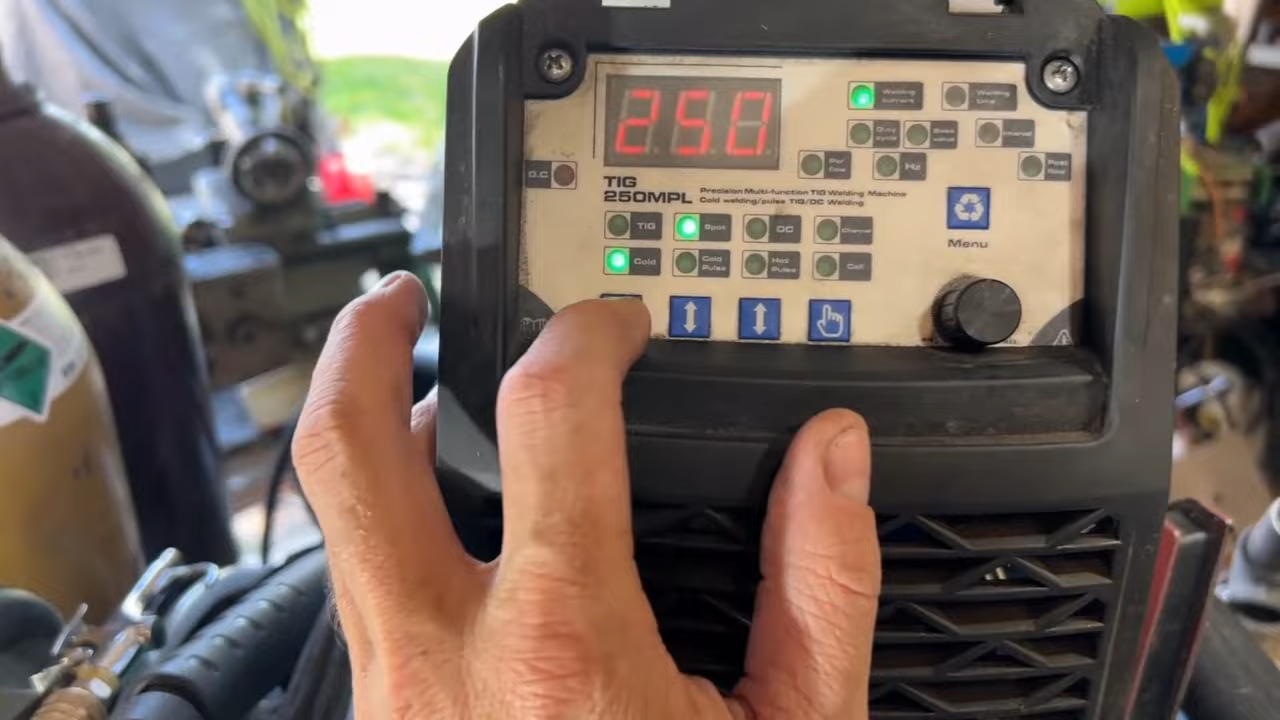 250
Welding
current
Welding
time
Duty
cycle
Base
value
Interval
Per
flow
Hz
Post
flow
O.C
TIG
250MPL
Precision Multi-function TIG Welding Machine
Cold welding/pulse TIG/DC Welding
TIG
Spot
DC
Channel
Cold
Cold
Pulse
Hot
Pulse
Call
Menu